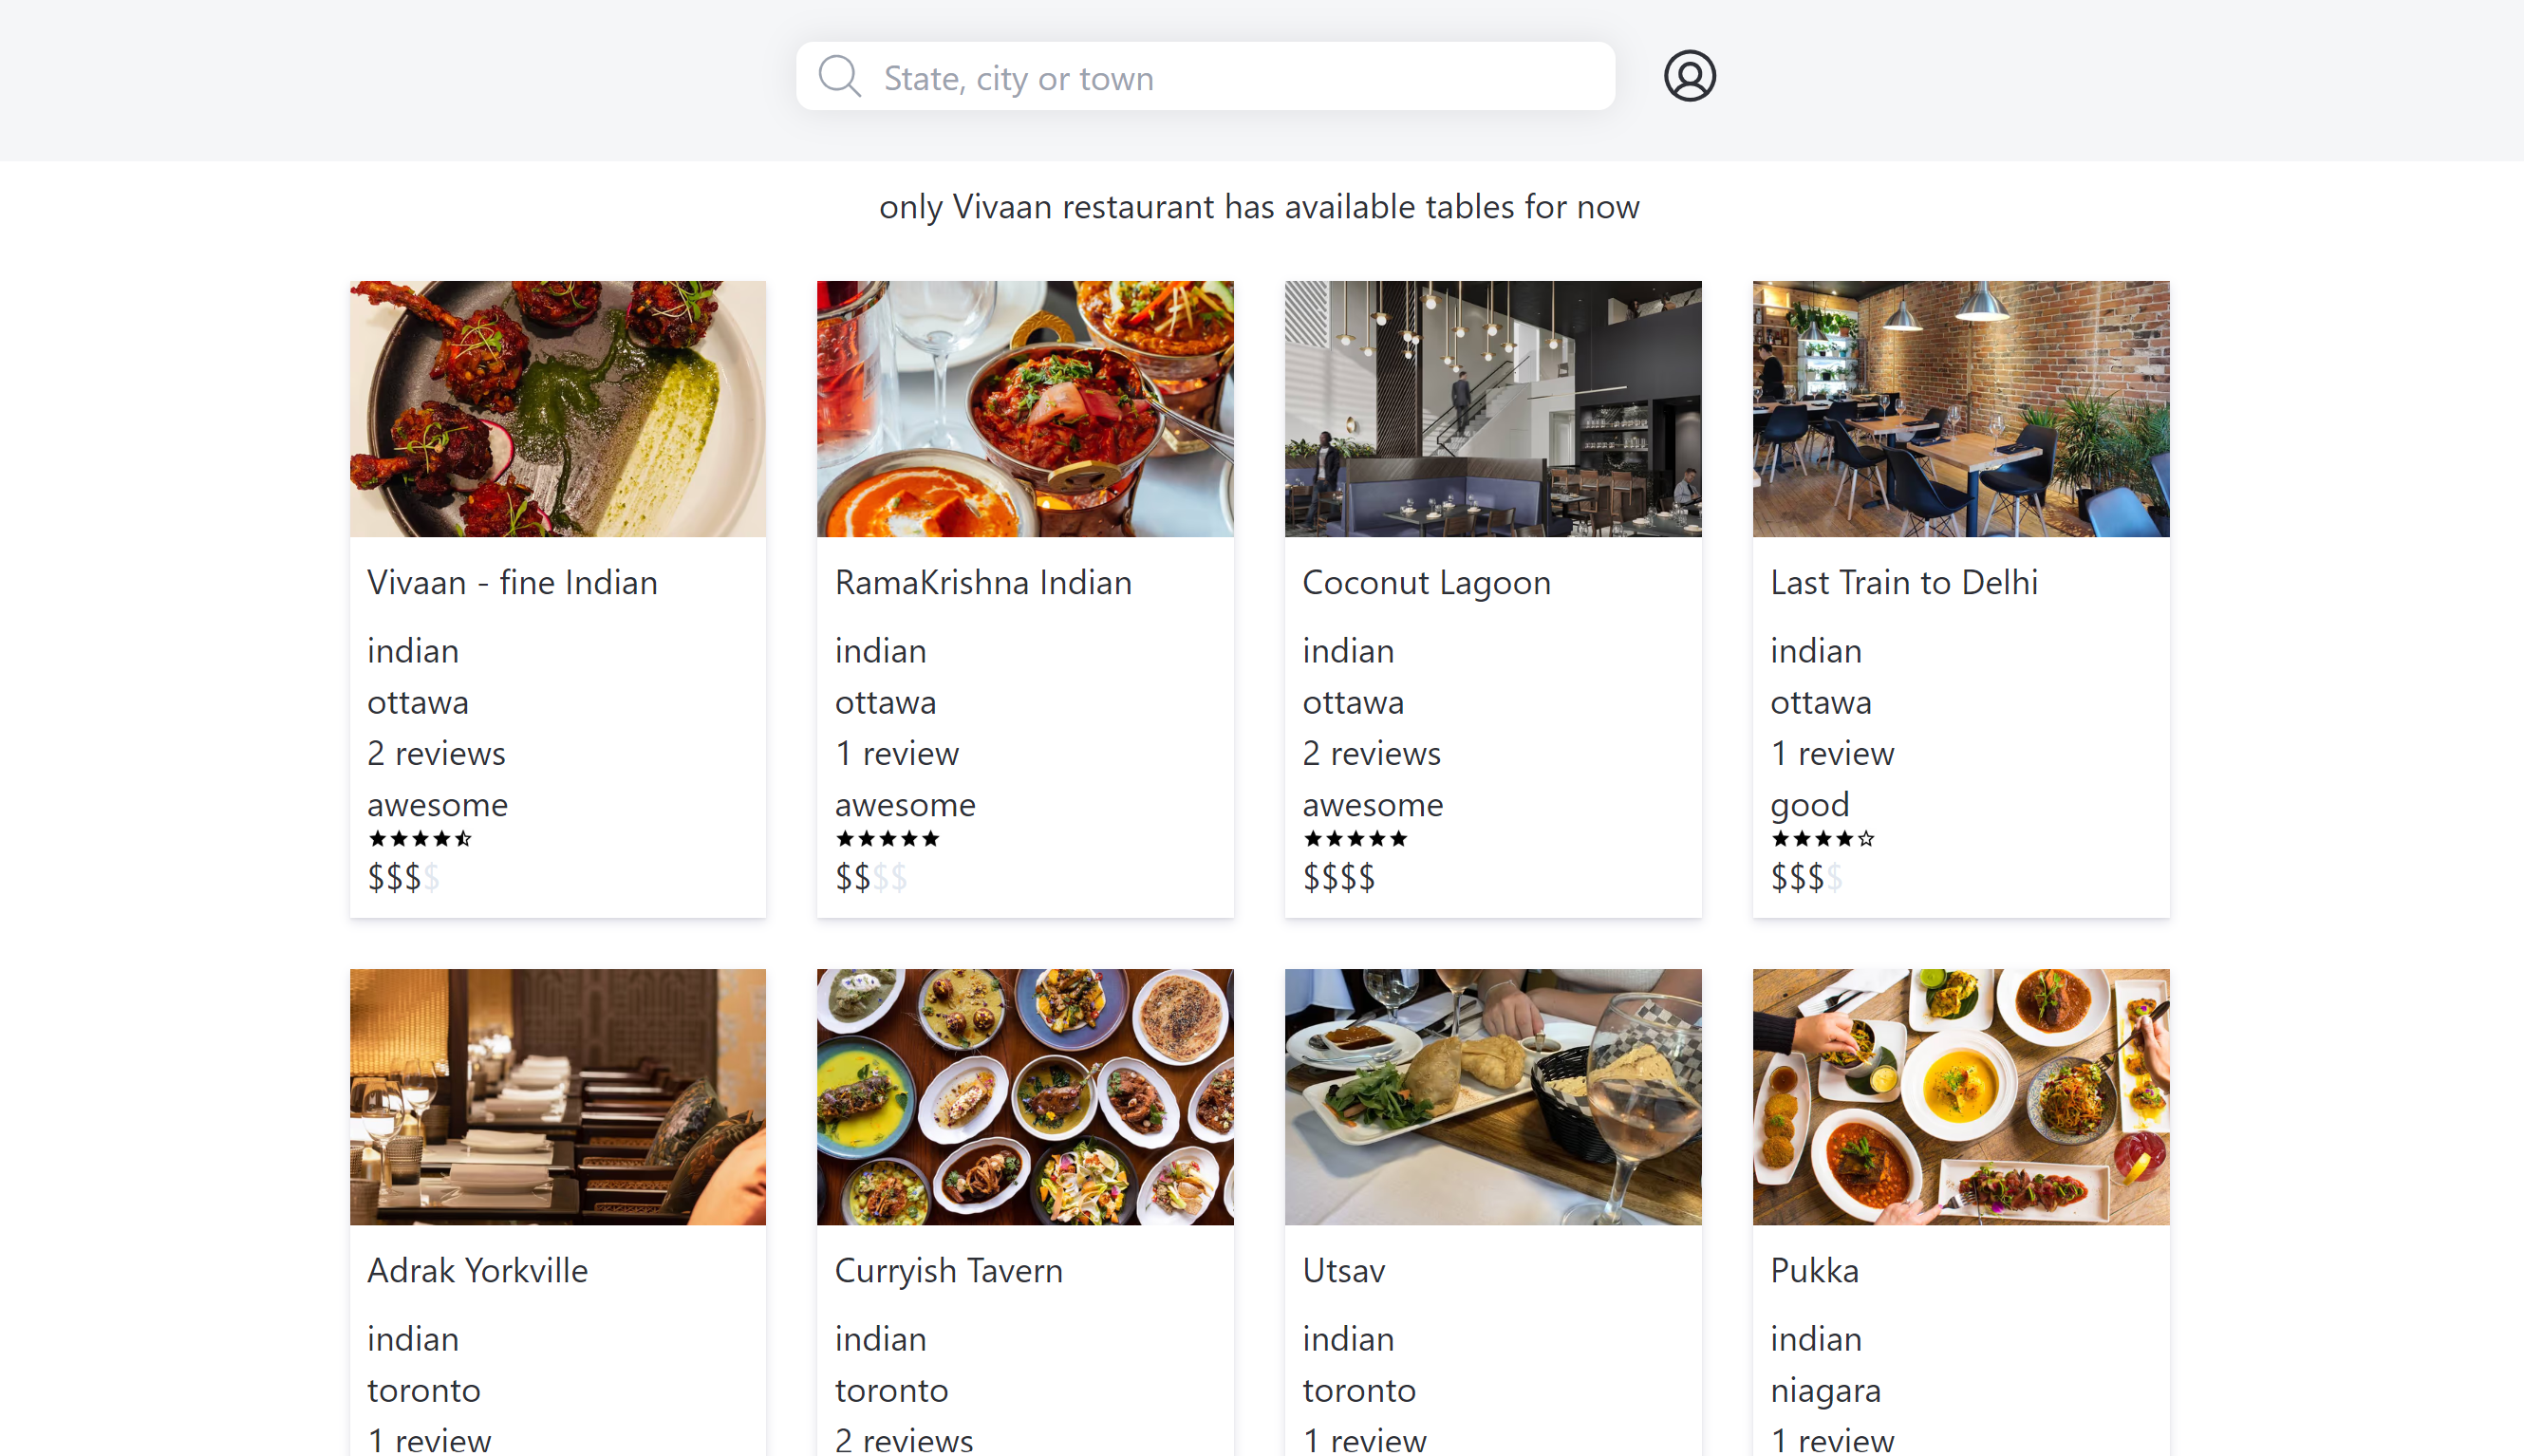 State, city or town
only Vivaan restaurant has available tables for now
Vivaan - fine Indian
indian
ottawa
2 reviews
awesome
$$$$
RamaKrishna Indian
indian
ottawa
1 review
awesome
$$$$
Coconut Lagoon
indian
ottawa
2 reviews
awesome
$$$$
Last Train to Delhi
indian
ottawa
1 review
good
$$$$
Adrak Yorkville
indian
toronto
1 review
Curryish Tavern
indian
toronto
2 reviews
Utsav
indian
toronto
1 review
Pukka
indian
niagara
1 review